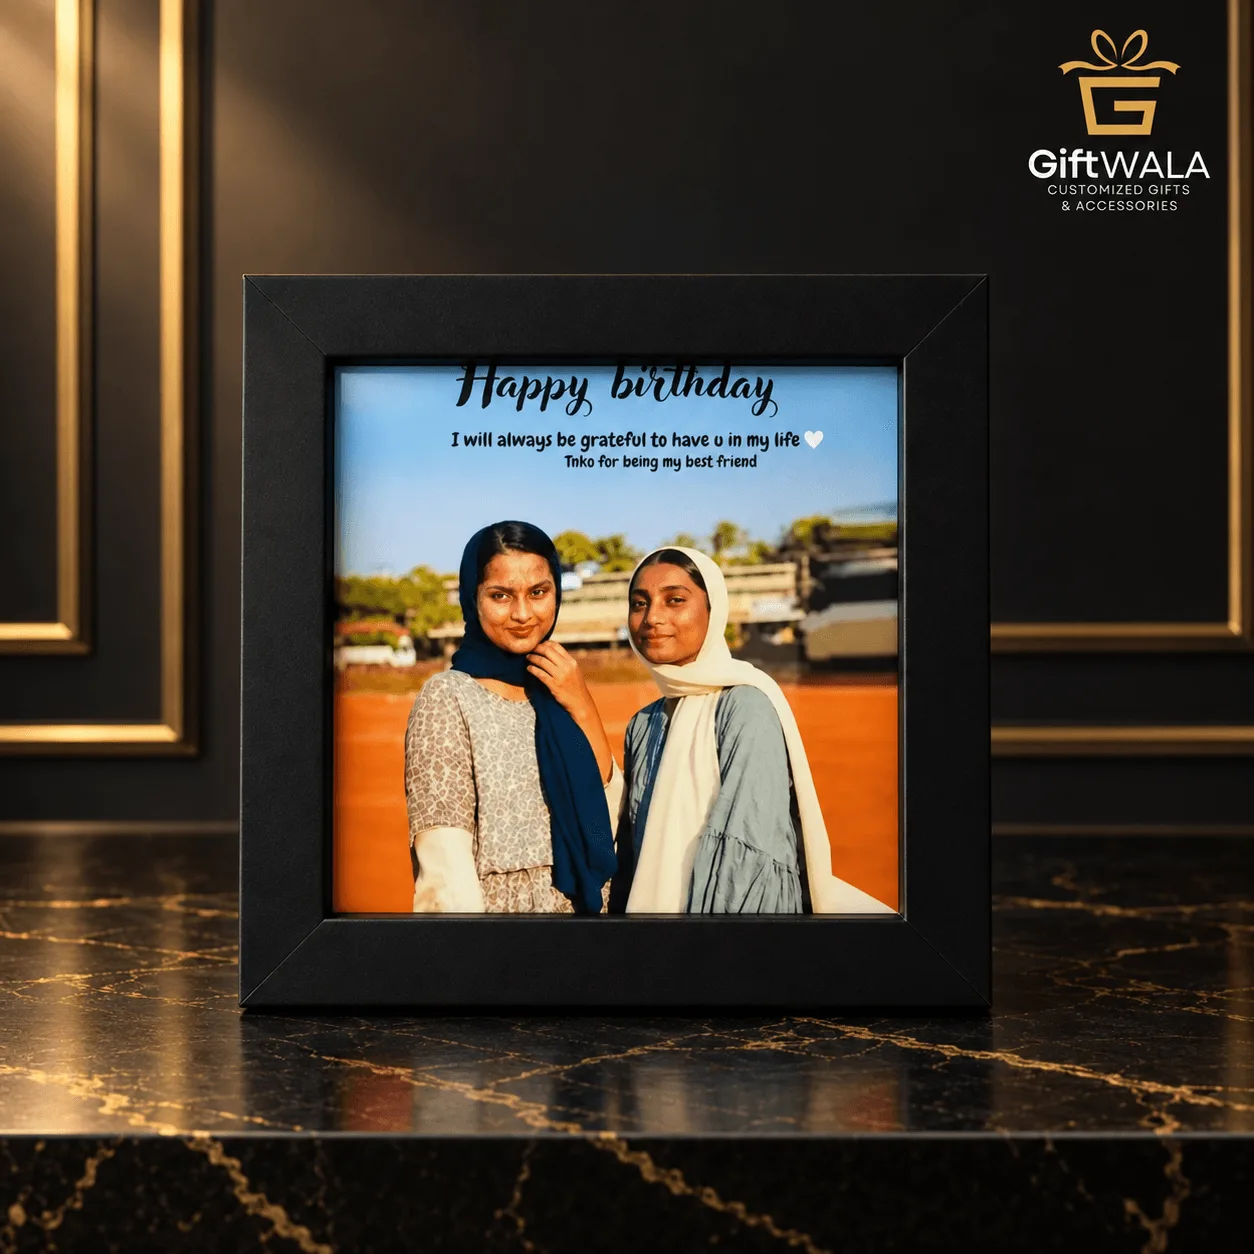 GiftWALA
CUSTOMIZED GIFTS
& ACCESSORIES
Happy birthday
I will always be grateful to have u in my life 🤍
Tnko for being my best friend